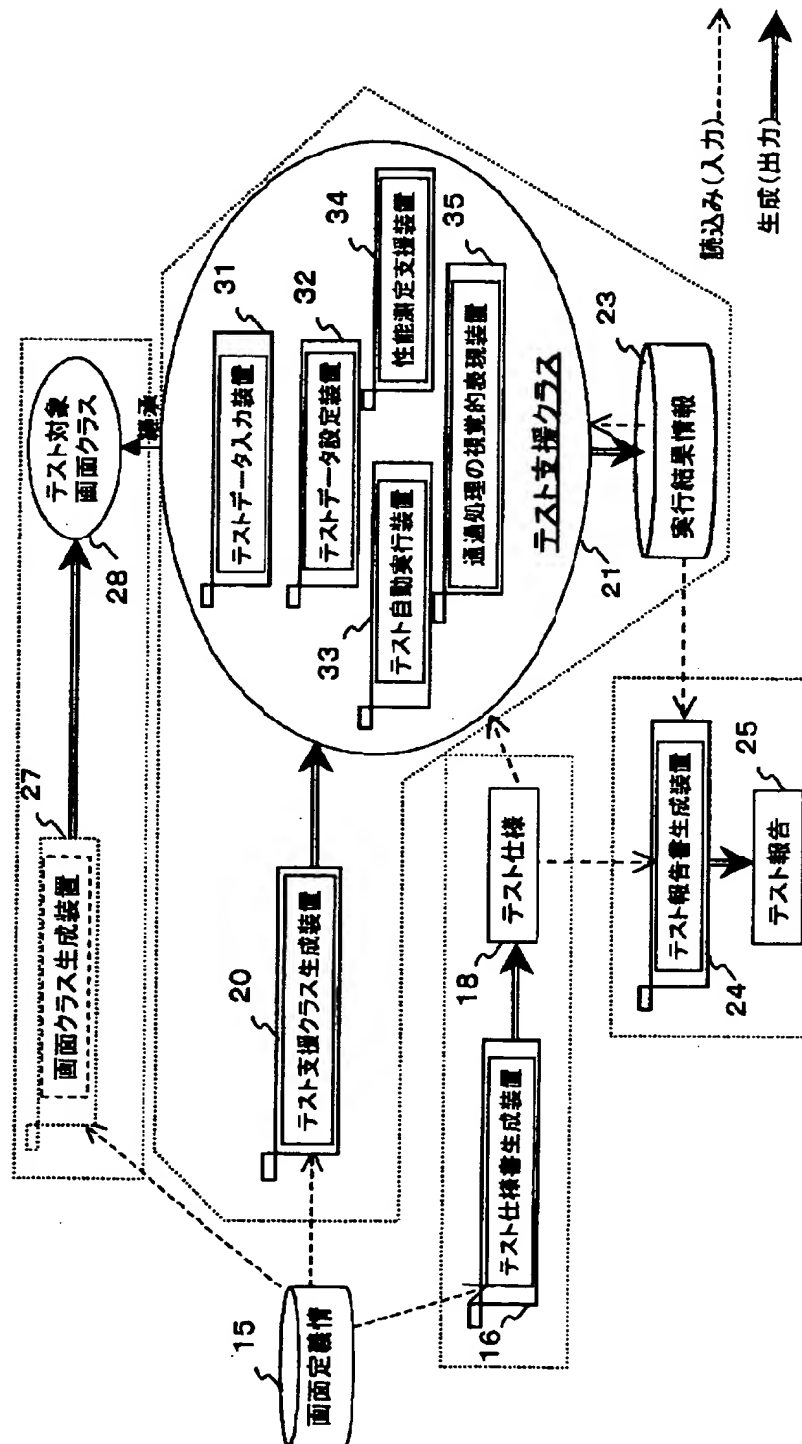 27
画面クラス生成装置
テスト対象
画面クラス
28
継承
15
画面定義情
20
テスト支援クラス生成装置
31
テストデータ入力装置
32
テストデータ設定装置
33
テスト自動実行装置
34
性能測定支援装置
35
通過処理の視覚的表現装置
テスト支援クラス
21
23
実行結果情報
16
テスト仕様書生成装置
18
テスト仕様
24
テスト報告書生成装置
25
テスト報告
読込み(入力)
生成(出力)